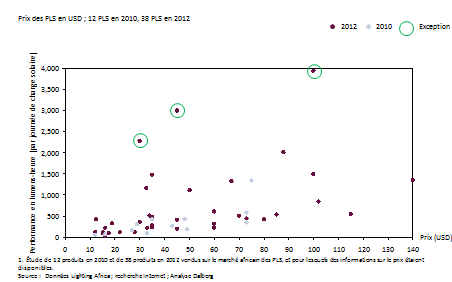 Prix des PLS en USD ; 12 PLS en 2010, 38 PLS en 2012
2012 2010 Exception
Performance en lumens-heure (par journée de charge solaire)
4,000
3,500
3,000
2,500
2,000
1,500
1,000
500
0
0 10 20 30 40 50 60 70 80 90 100 110 120 130 140 Prix (USD)
1. Étude de 12 produits en 2010 et de 38 produits en 2012 vendus sur le marché africain des PLS, et pour lesquels des informations sur le prix étaient
disponibles.
Source : Données Lighting Africa ; recherche Internet ; Analyse Dalberg